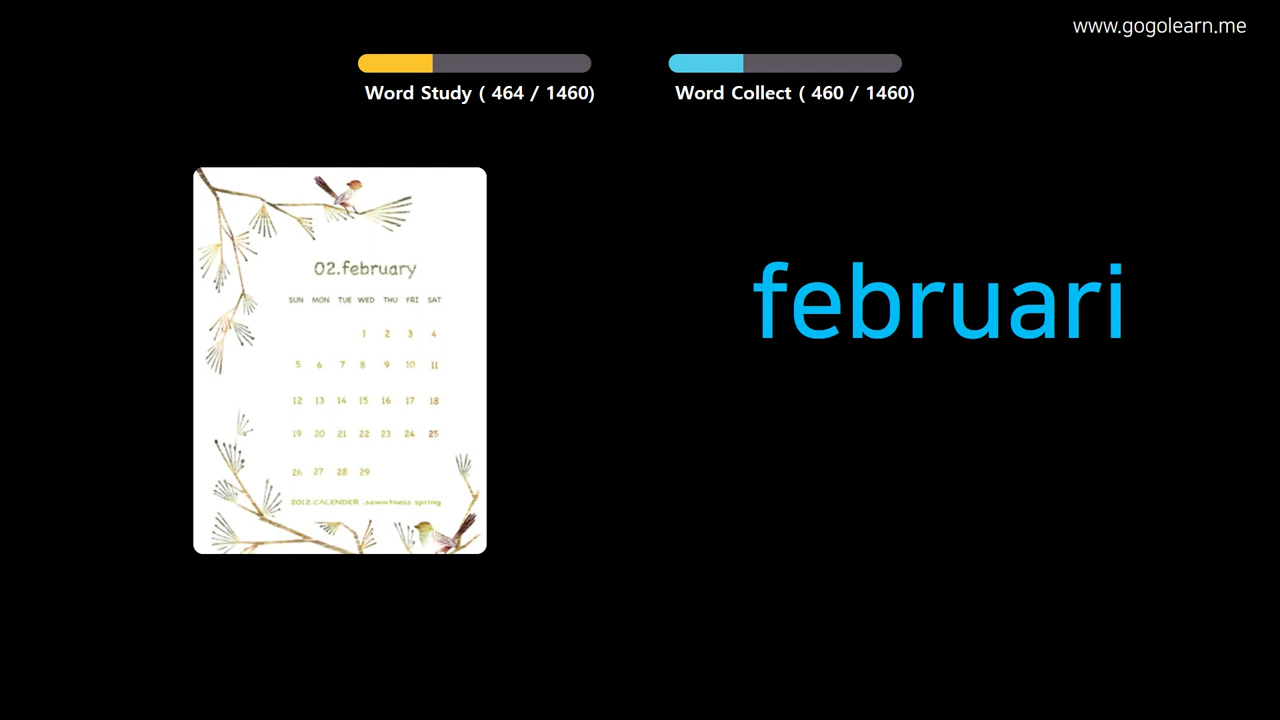 www.gogolearn.me
Word Study ( 464 / 1460)
Word Collect ( 460 / 1460)
02.february
SUN MON TUE WED THU FRI SAT
1 2 3 4
5 6 7 8 9 10 11
12 13 14 15 16 17 18
19 20 21 22 23 24 25
26 27 28 29
2012.CALENDER .sewwtness spring
februari